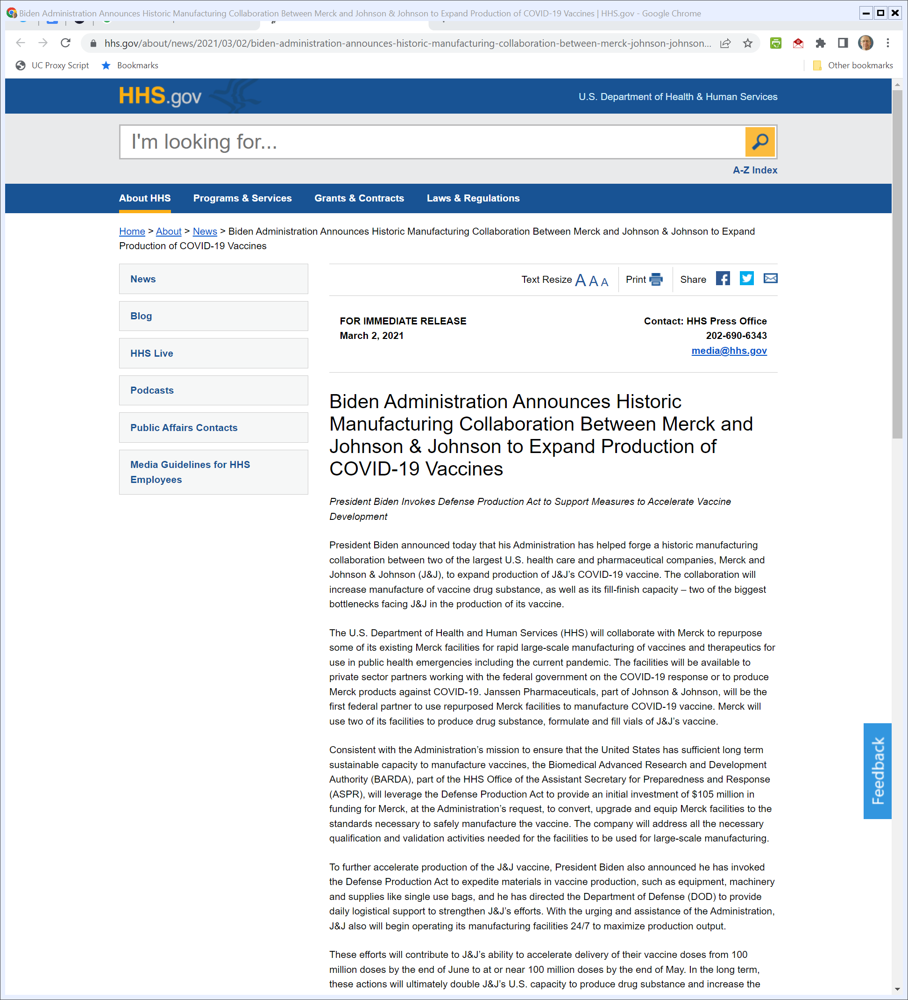 Biden Administration Announces Historic Manufacturing Collaboration Between Merck and Johnson & Johnson to Expand Production of COVID-19 Vaccines | HHS.gov - Google Chrome
hhs.gov/about/news/2021/03/02/biden-administration-announces-historic-manufacturing-collaboration-between-merck-johnson-johnson...
UC Proxy Script
Bookmarks
Other bookmarks
HHS.gov
U.S. Department of Health & Human Services
I'm looking for...
A-Z Index
About HHS
Programs & Services
Grants & Contracts
Laws & Regulations
Home > About > News > Biden Administration Announces Historic Manufacturing Collaboration Between Merck and Johnson & Johnson to Expand
Production of COVID-19 Vaccines
News
Blog
HHS Live
Podcasts
Public Affairs Contacts
Media Guidelines for HHS
Employees
Text Resize A A A
Print
Share
FOR IMMEDIATE RELEASE
March 2, 2021
Contact: HHS Press Office
202-690-6343
media@hhs.gov
Biden Administration Announces Historic
Manufacturing Collaboration Between Merck and
Johnson & Johnson to Expand Production of
COVID-19 Vaccines
President Biden Invokes Defense Production Act to Support Measures to Accelerate Vaccine
Development
President Biden announced today that his Administration has helped forge a historic manufacturing
collaboration between two of the largest U.S. health care and pharmaceutical companies, Merck and
Johnson & Johnson (J&J), to expand production of J&J’s COVID-19 vaccine. The collaboration will
increase manufacture of vaccine drug substance, as well as its fill-finish capacity – two of the biggest
bottlenecks facing J&J in the production of its vaccine.
The U.S. Department of Health and Human Services (HHS) will collaborate with Merck to repurpose
some of its existing Merck facilities for rapid large-scale manufacturing of vaccines and therapeutics for
use in public health emergencies including the current pandemic. The facilities will be available to
private sector partners working with the federal government on the COVID-19 response or to produce
Merck products against COVID-19. Janssen Pharmaceuticals, part of Johnson & Johnson, will be the
first federal partner to use repurposed Merck facilities to manufacture COVID-19 vaccine. Merck will
use two of its facilities to produce drug substance, formulate and fill vials of J&J’s vaccine.
Consistent with the Administration’s mission to ensure that the United States has sufficient long term
sustainable capacity to manufacture vaccines, the Biomedical Advanced Research and Development
Authority (BARDA), part of the HHS Office of the Assistant Secretary for Preparedness and Response
(ASPR), will leverage the Defense Production Act to provide an initial investment of $105 million in
funding for Merck, at the Administration’s request, to convert, upgrade and equip Merck facilities to the
standards necessary to safely manufacture the vaccine. The company will address all the necessary
qualification and validation activities needed for the facilities to be used for large-scale manufacturing.
To further accelerate production of the J&J vaccine, President Biden also announced he has invoked
the Defense Production Act to expedite materials in vaccine production, such as equipment, machinery
and supplies like single use bags, and he has directed the Department of Defense (DOD) to provide
daily logistical support to strengthen J&J’s efforts. With the urging and assistance of the Administration,
J&J also will begin operating its manufacturing facilities 24/7 to maximize production output.
These efforts will contribute to J&J’s ability to accelerate delivery of their vaccine doses from 100
million doses by the end of June to at or near 100 million doses by the end of May. In the long term,
these actions will ultimately double J&J’s U.S. capacity to produce drug substance and increase the
Feedback